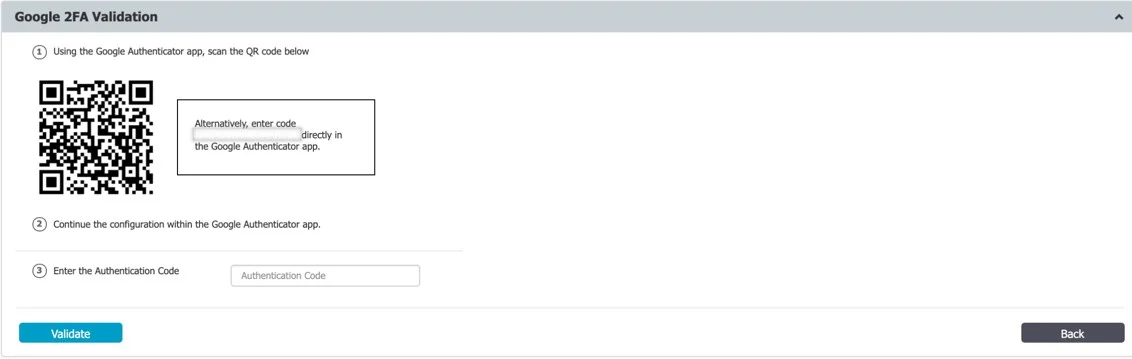 Google 2FA Validation
1 Using the Google Authenticator app, scan the QR code below
Alternatively, enter code
directly in
the Google Authenticator app.
2 Continue the configuration within the Google Authenticator app.
3 Enter the Authentication Code
Authentication Code
Validate
Back